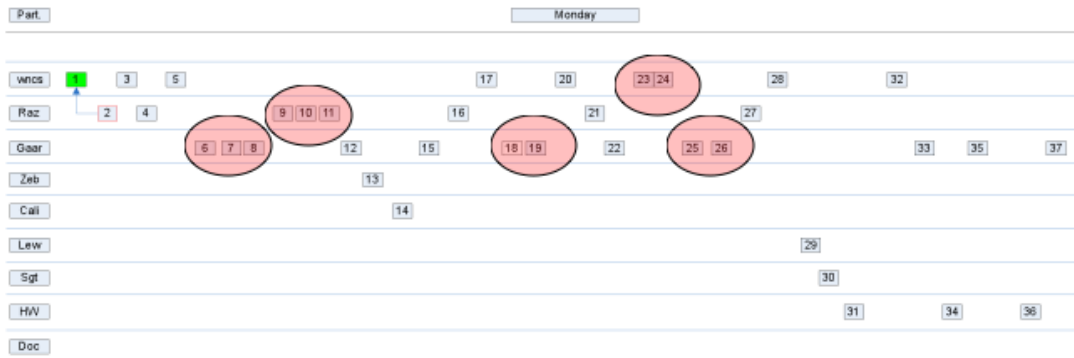 Part. Monday
wncs 1 3 5 17 20 23 24 28 32
Raz 2 4 9 10 11 16 21 27
Gaar 6 7 8 12 15 18 19 22 25 26 33 35 37
Zeb 13
Cali 14
Lew 29
Sgt 30
HW 31 34 36
Doc